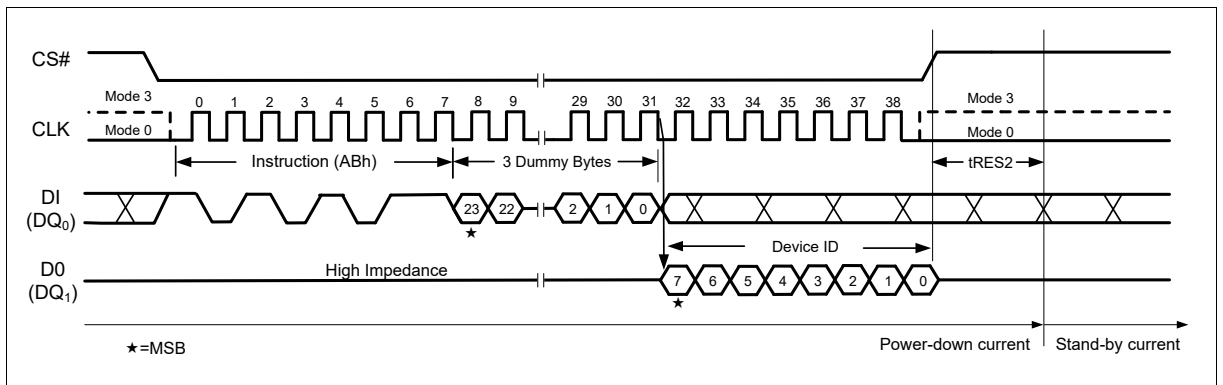 CS#
Mode 3
0 1 2 3 4 5 6 7 8 9 29 30 31 32 33 34 35 36 37 38
Mode 3
CLK
Mode 0
Mode 0
Instruction (ABh)
3 Dummy Bytes
tRES2
DI
(DQ0)
23 22 2 1 0
★
Device ID
D0
(DQ1)
High Impedance
7 6 5 4 3 2 1 0
★
★=MSB
Power-down current
Stand-by current